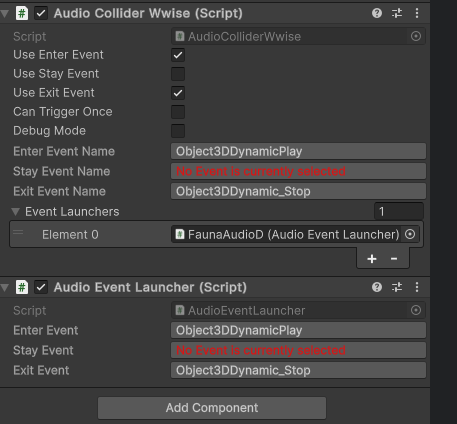 # Audio Collider Wwise (Script)
Script # AudioColliderWwise
Use Enter Event
Use Stay Event
Use Exit Event
Can Trigger Once
Debug Mode
Enter Event Name Object3DDynamicPlay
Stay Event Name No Event is currently selected
Exit Event Name Object3DDynamic_Stop
Event Launchers 1
Element 0 # FaunaAudioD (Audio Event Launcher)
+ -
# Audio Event Launcher (Script)
Script # AudioEventLauncher
Enter Event Object3DDynamicPlay
Stay Event No Event is currently selected
Exit Event Object3DDynamic_Stop
Add Component